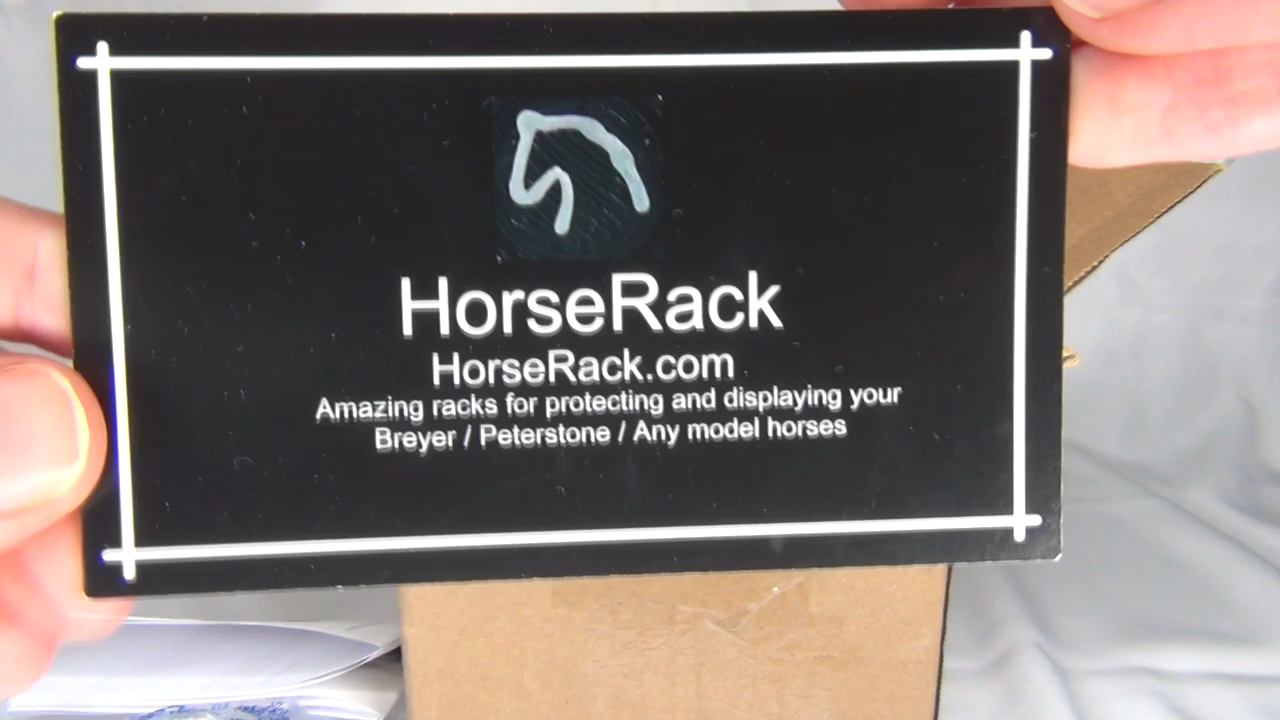 HorseRack
HorseRack.com
Amazing racks for protecting and displaying your
Breyer / Peterstone / Any model horses